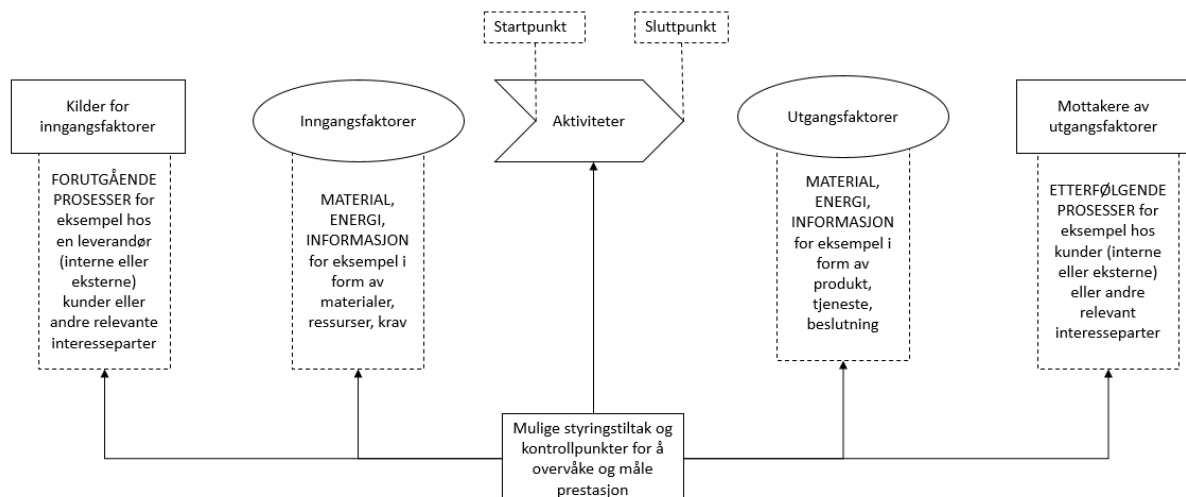 Startpunkt
Sluttpunkt
Kilder for
inngangsfaktorer
Inngangsfaktorer
Aktiviteter
Utgangsfaktorer
Mottakere av
utgangsfaktorer
FORUTGÅENDE
PROSESSER for
eksempel hos
en leverandør
(interne eller
eksterne)
kunder eller
andre relevante
interesseparter
MATERIAL,
ENERGI,
INFORMASJON
for eksempel i
form av
materialer,
ressurser, krav
MATERIAL,
ENERGI,
INFORMASJON
for eksempel i
form av
produkt,
tjeneste,
beslutning
ETTERFØLGENDE
PROSESSER for
eksempel hos
kunder (interne
eller eksterne)
eller andre
relevant
interesseparter
Mulige styringstiltak og
kontrollpunkter for å
overvåke og måle
prestasjon